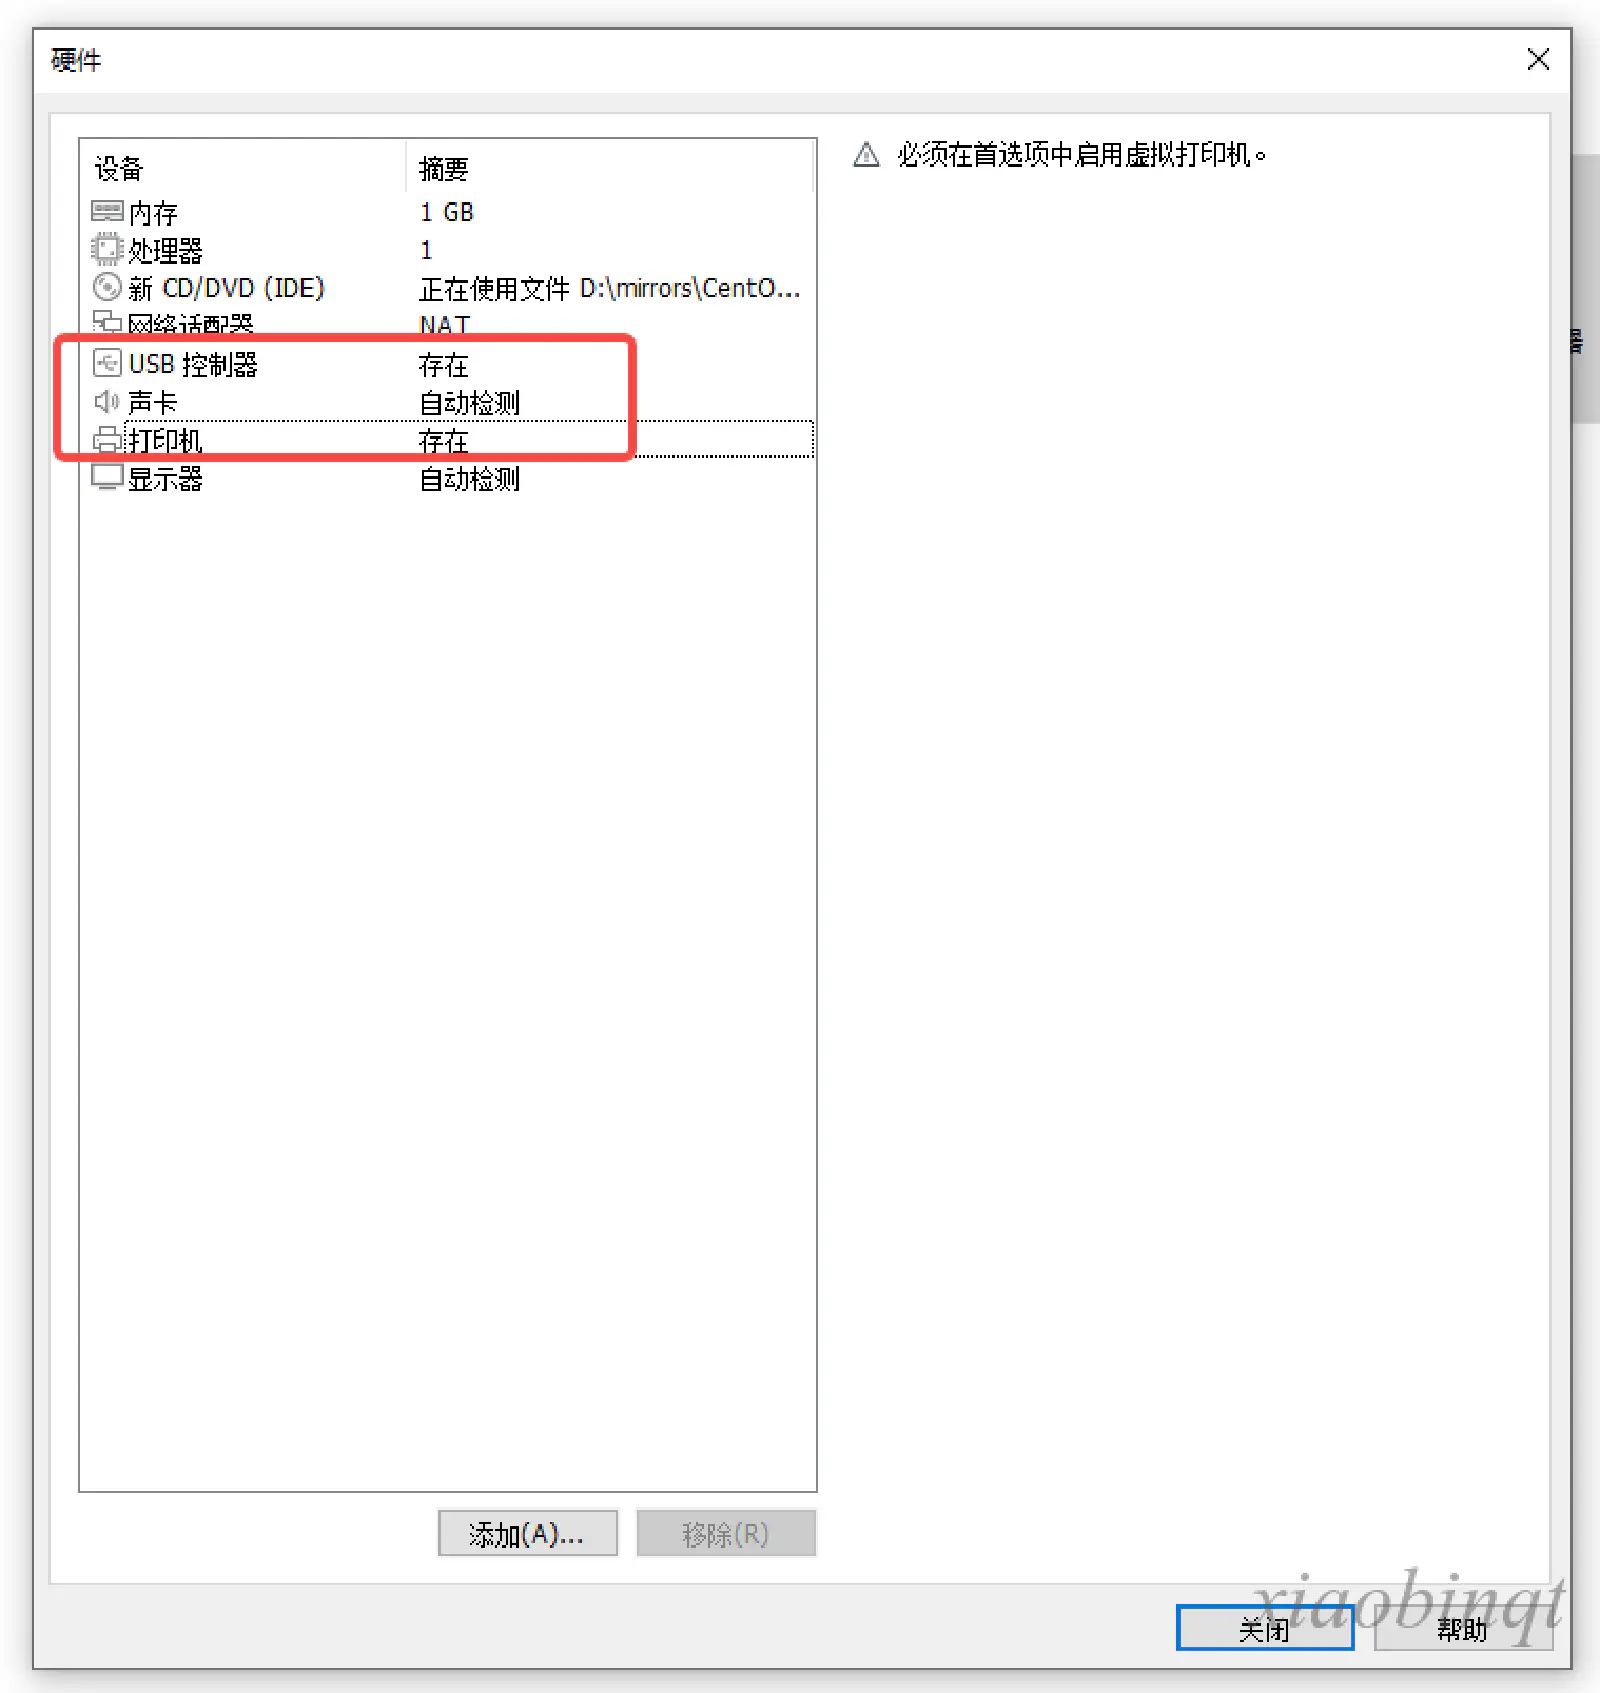 硬件
设备 摘要
内存 1 GB
处理器 1
新 CD/DVD (IDE) 正在使用文件 D:\mirrors\CentO...
网络适配器 NAT
USB 控制器 存在
声卡 自动检测
打印机 存在
显示器 自动检测
必须在首选项中启用虚拟打印机。
器
添加(A)... 移除(R)
关闭 帮助
xiaobinqt